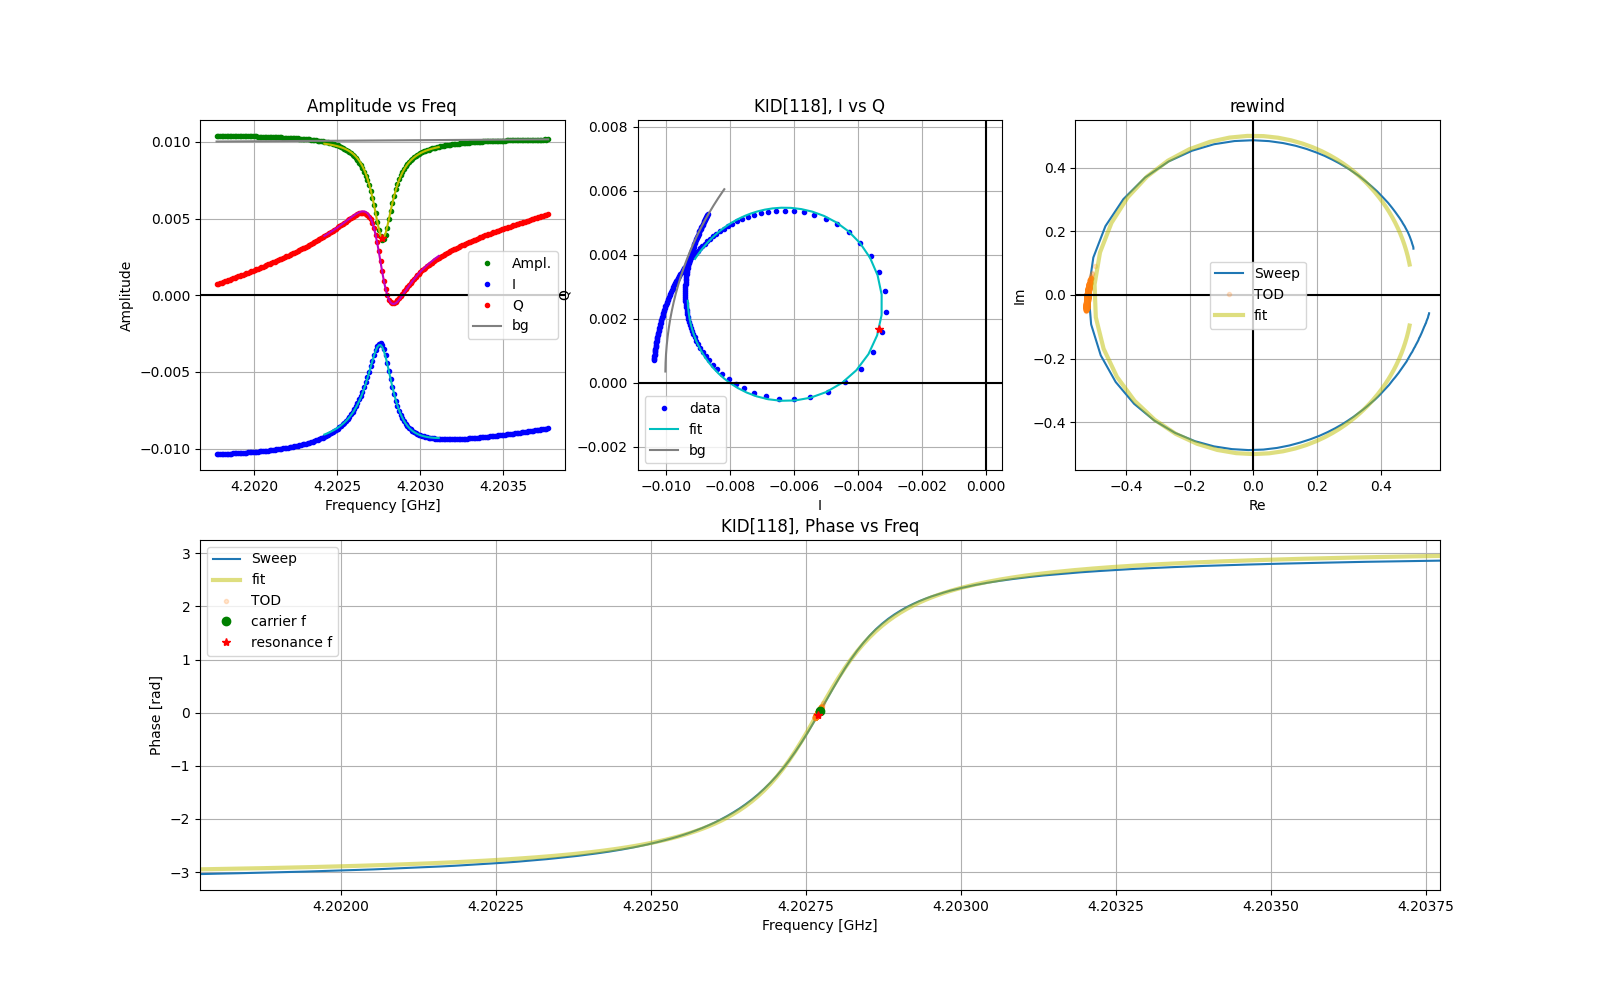 Amplitude vs Freq
Amplitude
0.010
0.005
0.000
−0.005
−0.010
4.2020 4.2025 4.2030 4.2035
Frequency [GHz]
Ampl.
I
Q
bg
KID[118], I vs Q
Q
0.008
0.006
0.004
0.002
0.000
−0.002
−0.010 −0.008 −0.006 −0.004 −0.002 0.000
I
data
fit
bg
rewind
Im
0.4
0.2
0.0
−0.2
−0.4
−0.4 −0.2 0.0 0.2 0.4
Re
Sweep
TOD
fit
KID[118], Phase vs Freq
Phase [rad]
3
2
1
0
−1
−2
−3
4.20200 4.20225 4.20250 4.20275 4.20300 4.20325 4.20350 4.20375
Frequency [GHz]
Sweep
fit
TOD
carrier f
resonance f